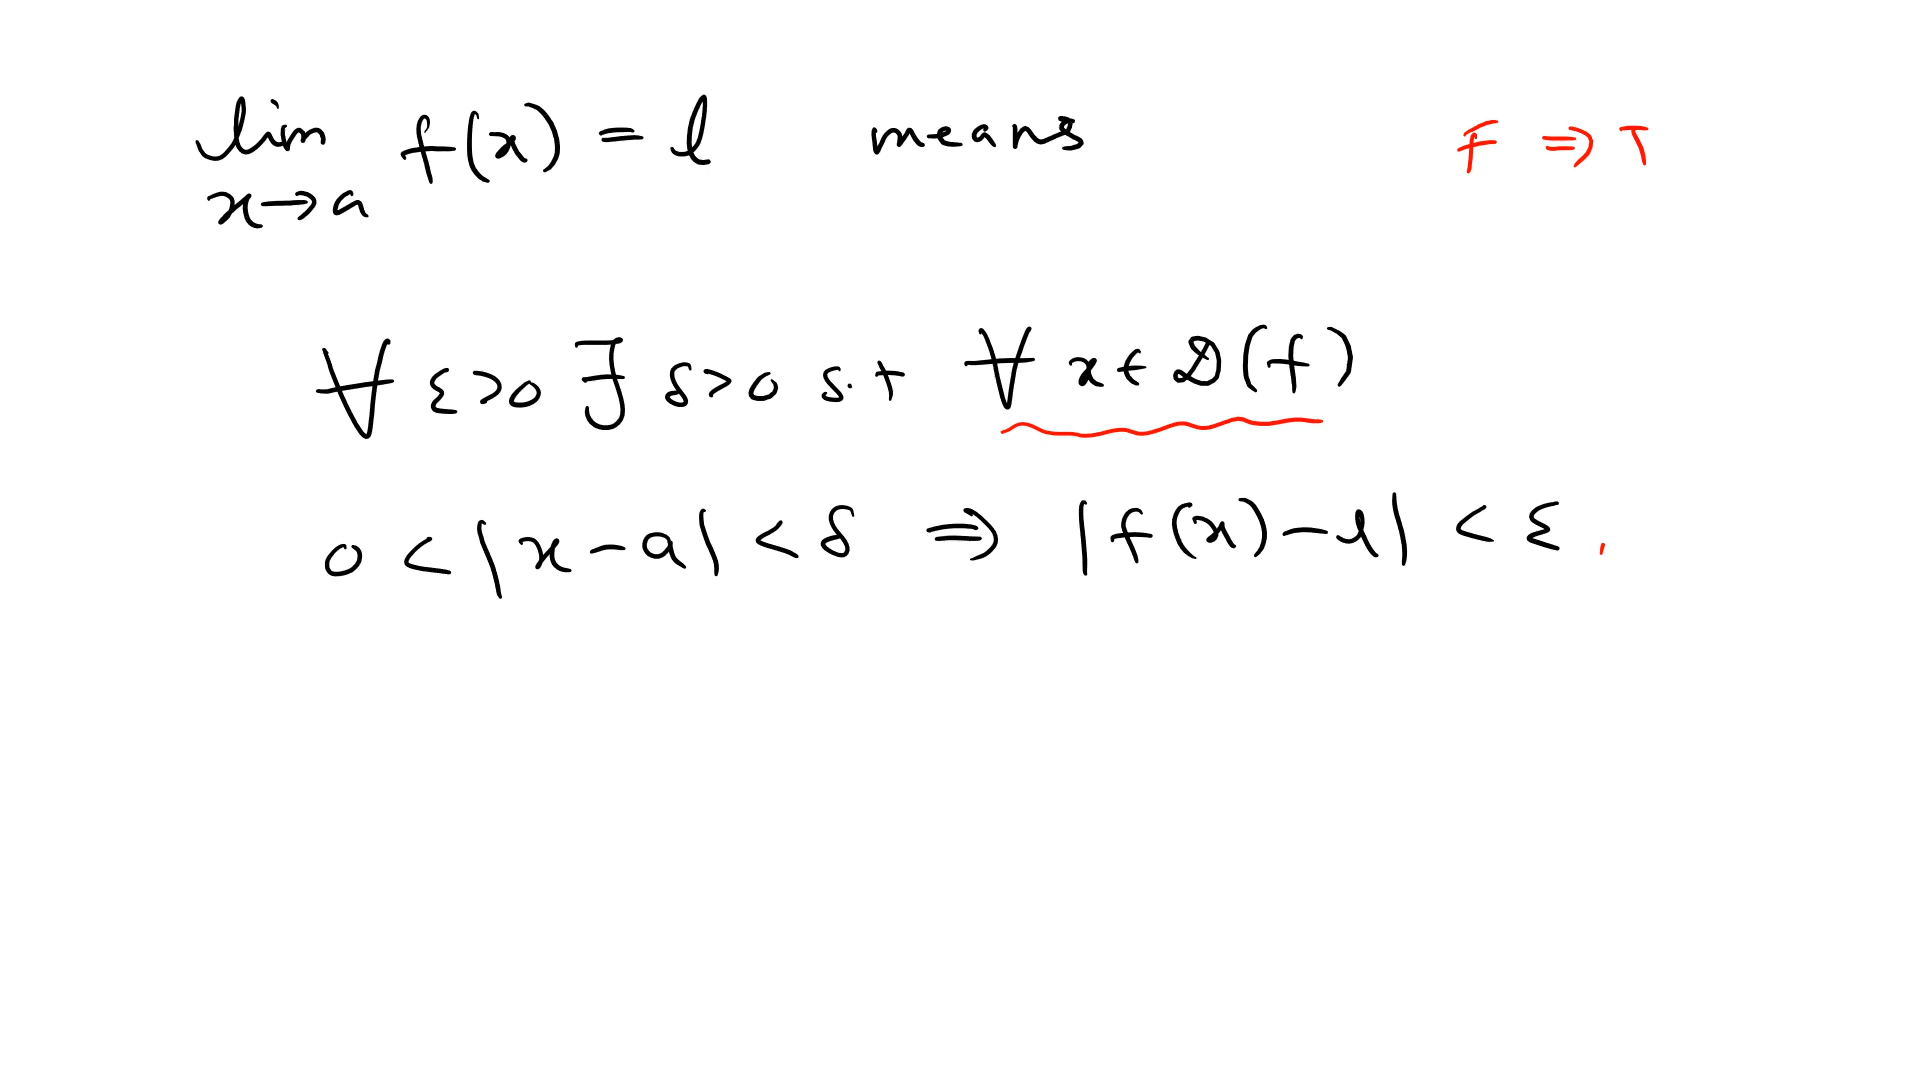 lim f(x) = l means F ⇒ T
x→a
∀ ε>0 ∃ δ>0 s.t ∀ x ∈ D(f)
0 < |x - a| < δ ⇒ |f(x) - l| < ε .